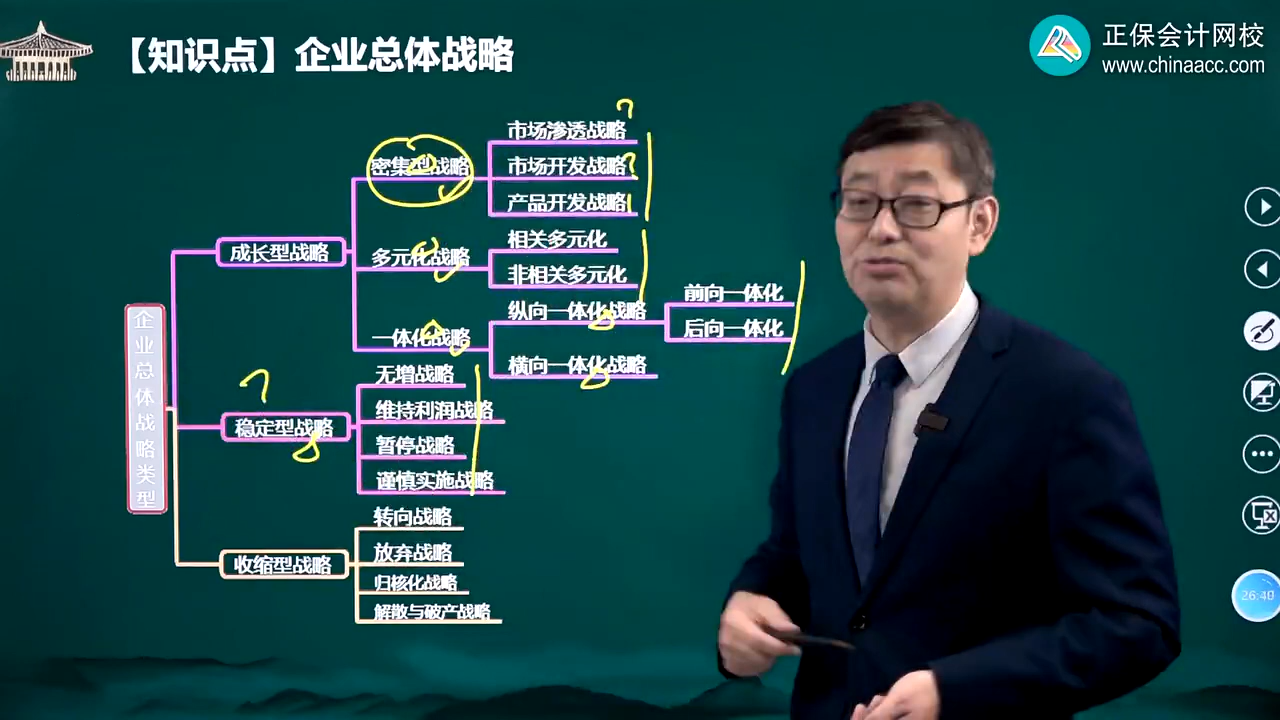 【知识点】企业总体战略
正保会计网校
www.chinaacc.com
企业总体战略类型
成长型战略
密集型战略
市场渗透战略
市场开发战略
产品开发战略
多元化战略
相关多元化
非相关多元化
一体化战略
纵向一体化战略
前向一体化
后向一体化
横向一体化战略
稳定型战略
无增战略
维持利润战略
暂停战略
谨慎实施战略
收缩型战略
转向战略
放弃战略
归核化战略
解散与破产战略
26:40